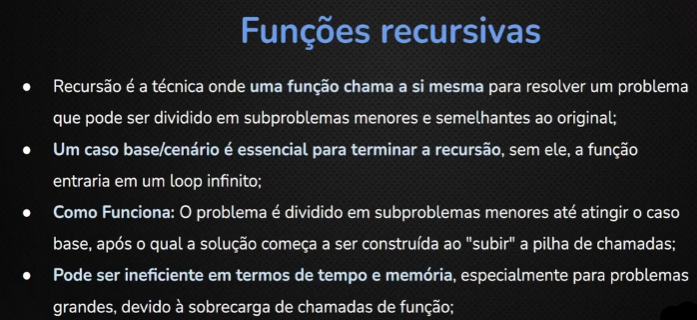 Funções recursivas
● Recursão é a técnica onde uma função chama a si mesma para resolver um problema
que pode ser dividido em subproblemas menores e semelhantes ao original;
● Um caso base/cenário é essencial para terminar a recursão, sem ele, a função
entraria em um loop infinito;
● Como Funciona: O problema é dividido em subproblemas menores até atingir o caso
base, após o qual a solução começa a ser construída ao "subir" a pilha de chamadas;
● Pode ser ineficiente em termos de tempo e memória, especialmente para problemas
grandes, devido à sobrecarga de chamadas de função;